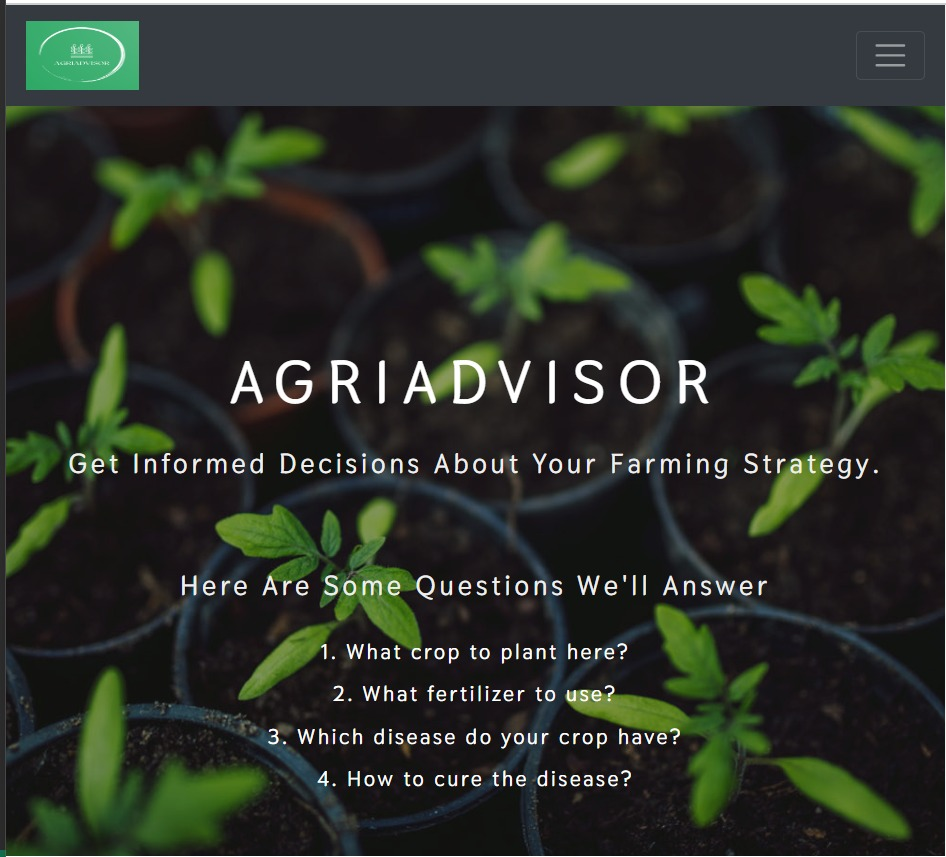 AGRIADVISOR
AGRIADVISOR
Get Informed Decisions About Your Farming Strategy.
Here Are Some Questions We'll Answer
1. What crop to plant here?
2. What fertilizer to use?
3. Which disease do your crop have?
4. How to cure the disease?